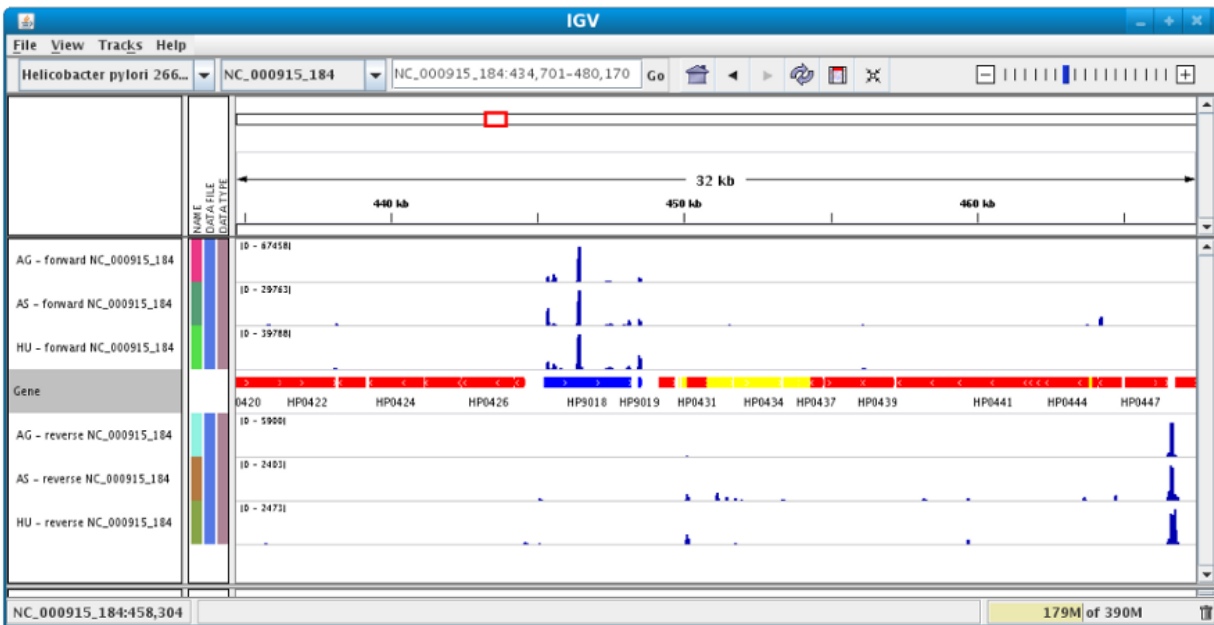 IGV
File View Tracks Help
Helicobacter pylori 266... NC_000915_184 NC_000915_184:434,701-480,170 Go
NAME
DATA FILE
DATA TYPE
32 kb
440 kb 450 kb 460 kb
AG - forward NC_000915_184 [0 - 67458]
AS - forward NC_000915_184 [0 - 29763]
HU - forward NC_000915_184 [0 - 39788]
Gene
0420 HP0422 HP0424 HP0426 HP9018 HP9019 HP0431 HP0434 HP0437 HP0439 HP0441 HP0444 HP0447
AG - reverse NC_000915_184 [0 - 5900]
AS - reverse NC_000915_184 [0 - 2403]
HU - reverse NC_000915_184 [0 - 2473]
NC_000915_184:458,304 179M of 390M